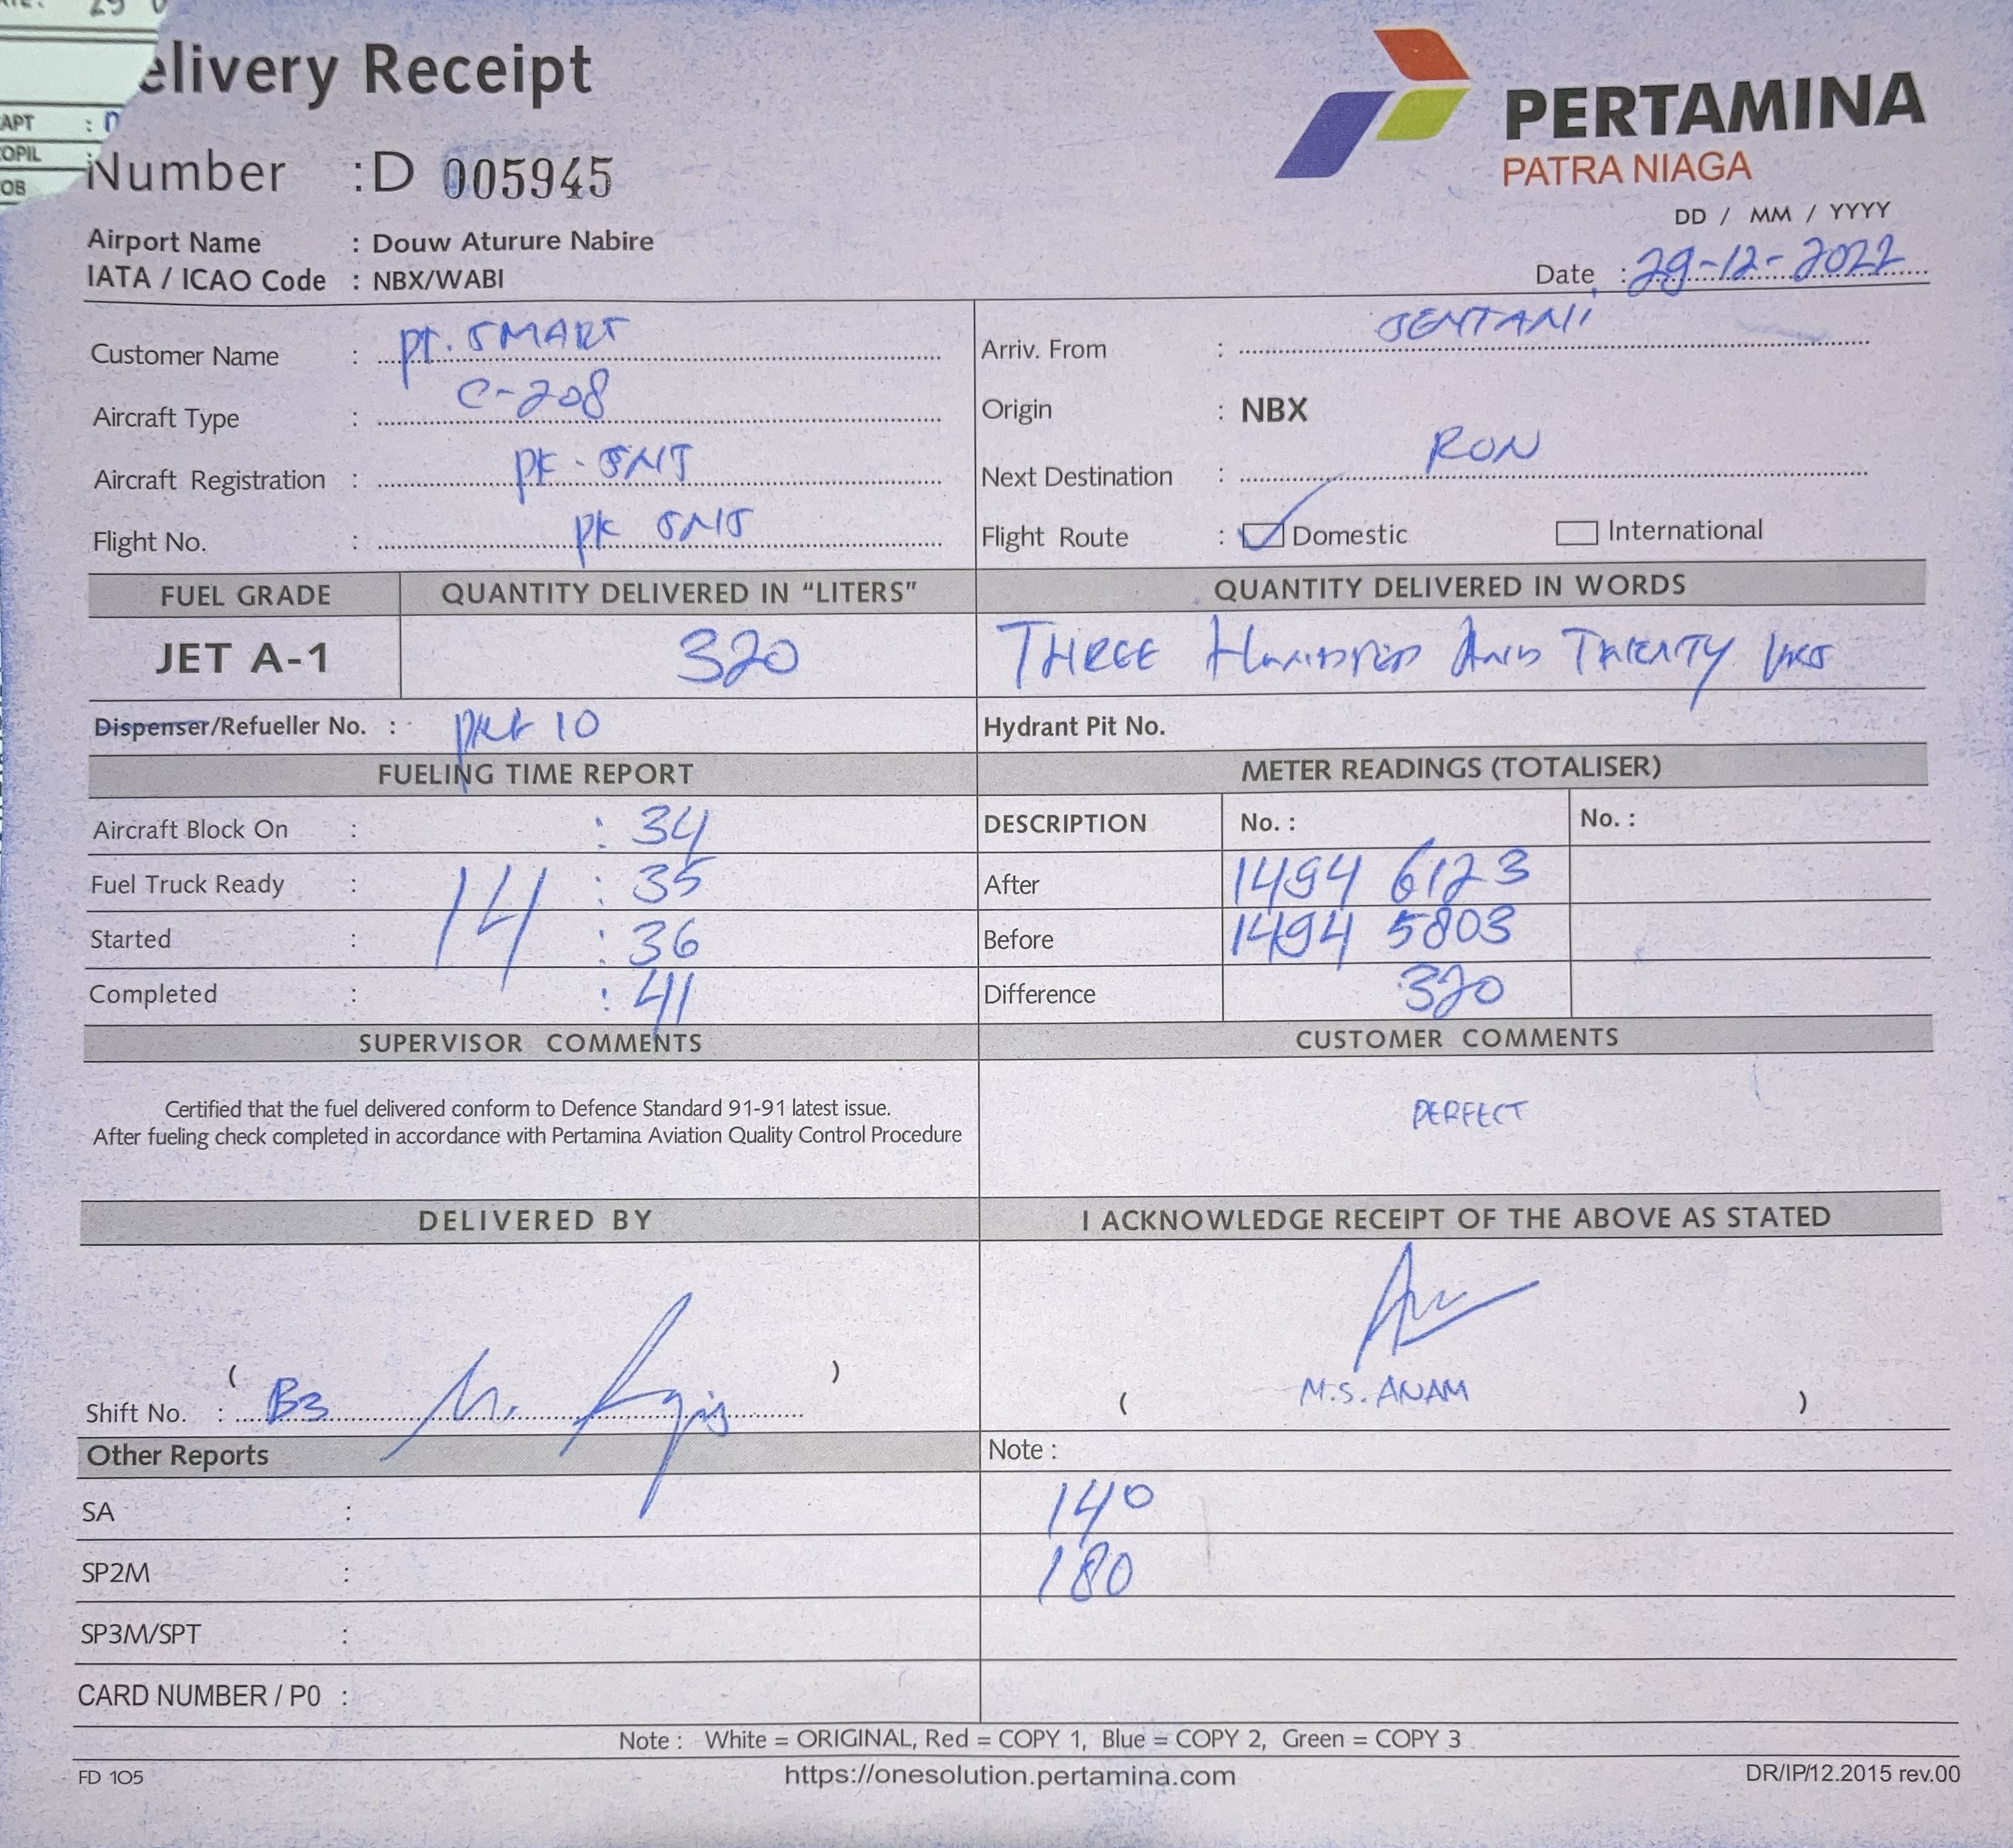 29
elivery Receipt
PERTAMINA
PATRA NIAGA
APT :
OPIL
OB
Number : D 005945
DD / MM / YYYY
Airport Name : Douw Aturure Nabire
IATA / ICAO Code : NBX/WABI
Date : 29-12-2022
Customer Name : PT. SMART
Arriv. From : SENTANI
Aircraft Type : C-208
Origin : NBX
Aircraft Registration : PK-SNJ
Next Destination : RON
Flight No. : PK SNJ
Flight Route : Domestic International
FUEL GRADE QUANTITY DELIVERED IN “LITERS” QUANTITY DELIVERED IN WORDS
JET A-1 320 THREE HUNDRED AND TWENTY
Dispenser/Refueller No. : 10
Hydrant Pit No.
FUELING TIME REPORT METER READINGS (TOTALISER)
Aircraft Block On : : 34
DESCRIPTION No. : No. :
Fuel Truck Ready : 14 : 35
After 1494 6123
Started : : 36
Before 1494 5803
Completed : : 41
Difference 320
SUPERVISOR COMMENTS CUSTOMER COMMENTS
Certified that the fuel delivered conform to Defence Standard 91-91 latest issue.
After fueling check completed in accordance with Pertamina Aviation Quality Control Procedure
PERFECT
DELIVERED BY I ACKNOWLEDGE RECEIPT OF THE ABOVE AS STATED
( )
Shift No. : B3
( M.S. ANAM )
Other Reports Note :
SA : 140
SP2M : 180
SP3M/SPT :
CARD NUMBER / P0 :
Note : White = ORIGINAL, Red = COPY 1, Blue = COPY 2, Green = COPY 3
FD 105 https://onesolution.pertamina.com DR/IP/12.2015 rev.00